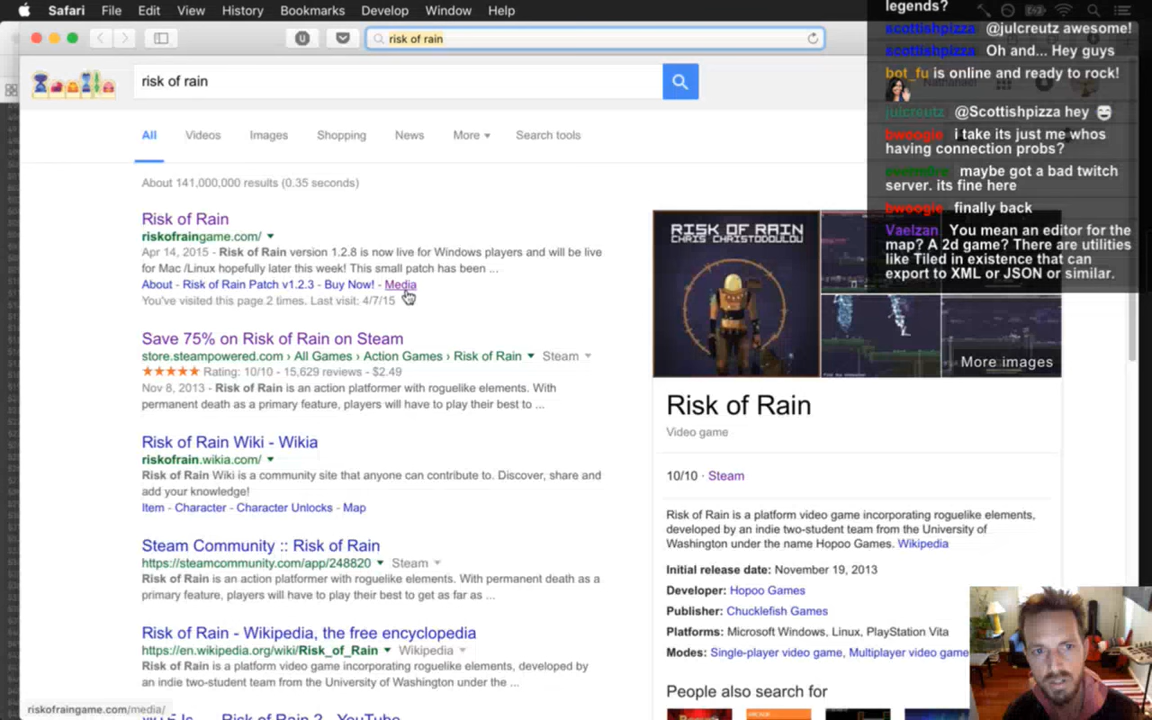 Safari File Edit View History Bookmarks Develop Window Help
risk of rain
risk of rain
All Videos Images Shopping News More Search tools
About 141,000,000 results (0.35 seconds)
Risk of Rain
riskofraingame.com/
Apr 14, 2015 - Risk of Rain version 1.2.8 is now live for Windows players and will be live
for Mac /Linux hopefully later this week! This small patch has been ...
About - Risk of Rain Patch v1.2.3 - Buy Now! - Media
You've visited this page 2 times. Last visit: 4/7/15
Save 75% on Risk of Rain on Steam
store.steampowered.com › All Games › Action Games › Risk of Rain Steam
Rating: 10/10 - 15,629 reviews - $2.49
Nov 8, 2013 - Risk of Rain is an action platformer with roguelike elements. With
permanent death as a primary feature, players will have to play their best to ...
Risk of Rain Wiki - Wikia
riskofrain.wikia.com/
Risk of Rain Wiki is a community site that anyone can contribute to. Discover, share and
add your knowledge!
Item - Character - Character Unlocks - Map
Steam Community :: Risk of Rain
https://steamcommunity.com/app/248820 Steam
Risk of Rain is an action platformer with roguelike elements. With permanent death as a
primary feature, players will have to play their best to get as far as ...
Risk of Rain - Wikipedia, the free encyclopedia
https://en.wikipedia.org/wiki/Risk_of_Rain Wikipedia
Risk of Rain is a platform video game incorporating roguelike elements, developed by
an indie two-student team from the University of Washington under the ...
Risk of Rain 2 - YouTube
riskofraingame.com/media/
legends?
scottishpizza @julcreutz awesome!
scottishpizza Oh and... Hey guys
bot_fu is online and ready to rock!
julcreutz @Scottishpizza hey
bwoogie i take its just me whos
having connection probs?
maybe got a bad twitch
server. its fine here
bwoogie finally back
Vaelzan You mean an editor for the
map? A 2d game? There are utilities
like Tiled in existence that can
export to XML or JSON or similar.
RISK OF RAIN
CHRIS CHRISTODOULOU
More images
Risk of Rain
Video game
10/10 · Steam
Risk of Rain is a platform video game incorporating roguelike elements,
developed by an indie two-student team from the University of
Washington under the name Hopoo Games. Wikipedia
Initial release date: November 19, 2013
Developer: Hopoo Games
Publisher: Chucklefish Games
Platforms: Microsoft Windows, Linux, PlayStation Vita
Modes: Single-player video game, Multiplayer video game
People also search for